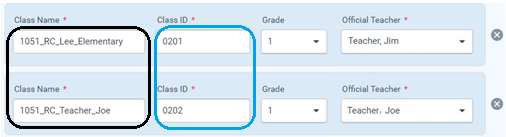 Class Name * Class ID * Grade Official Teacher *
1051_RC_Lee_Elementary 0201 1 Teacher, Jim
Class Name * Class ID * Grade Official Teacher *
1051_RC_Teacher_Joe 0202 1 Teacher, Joe